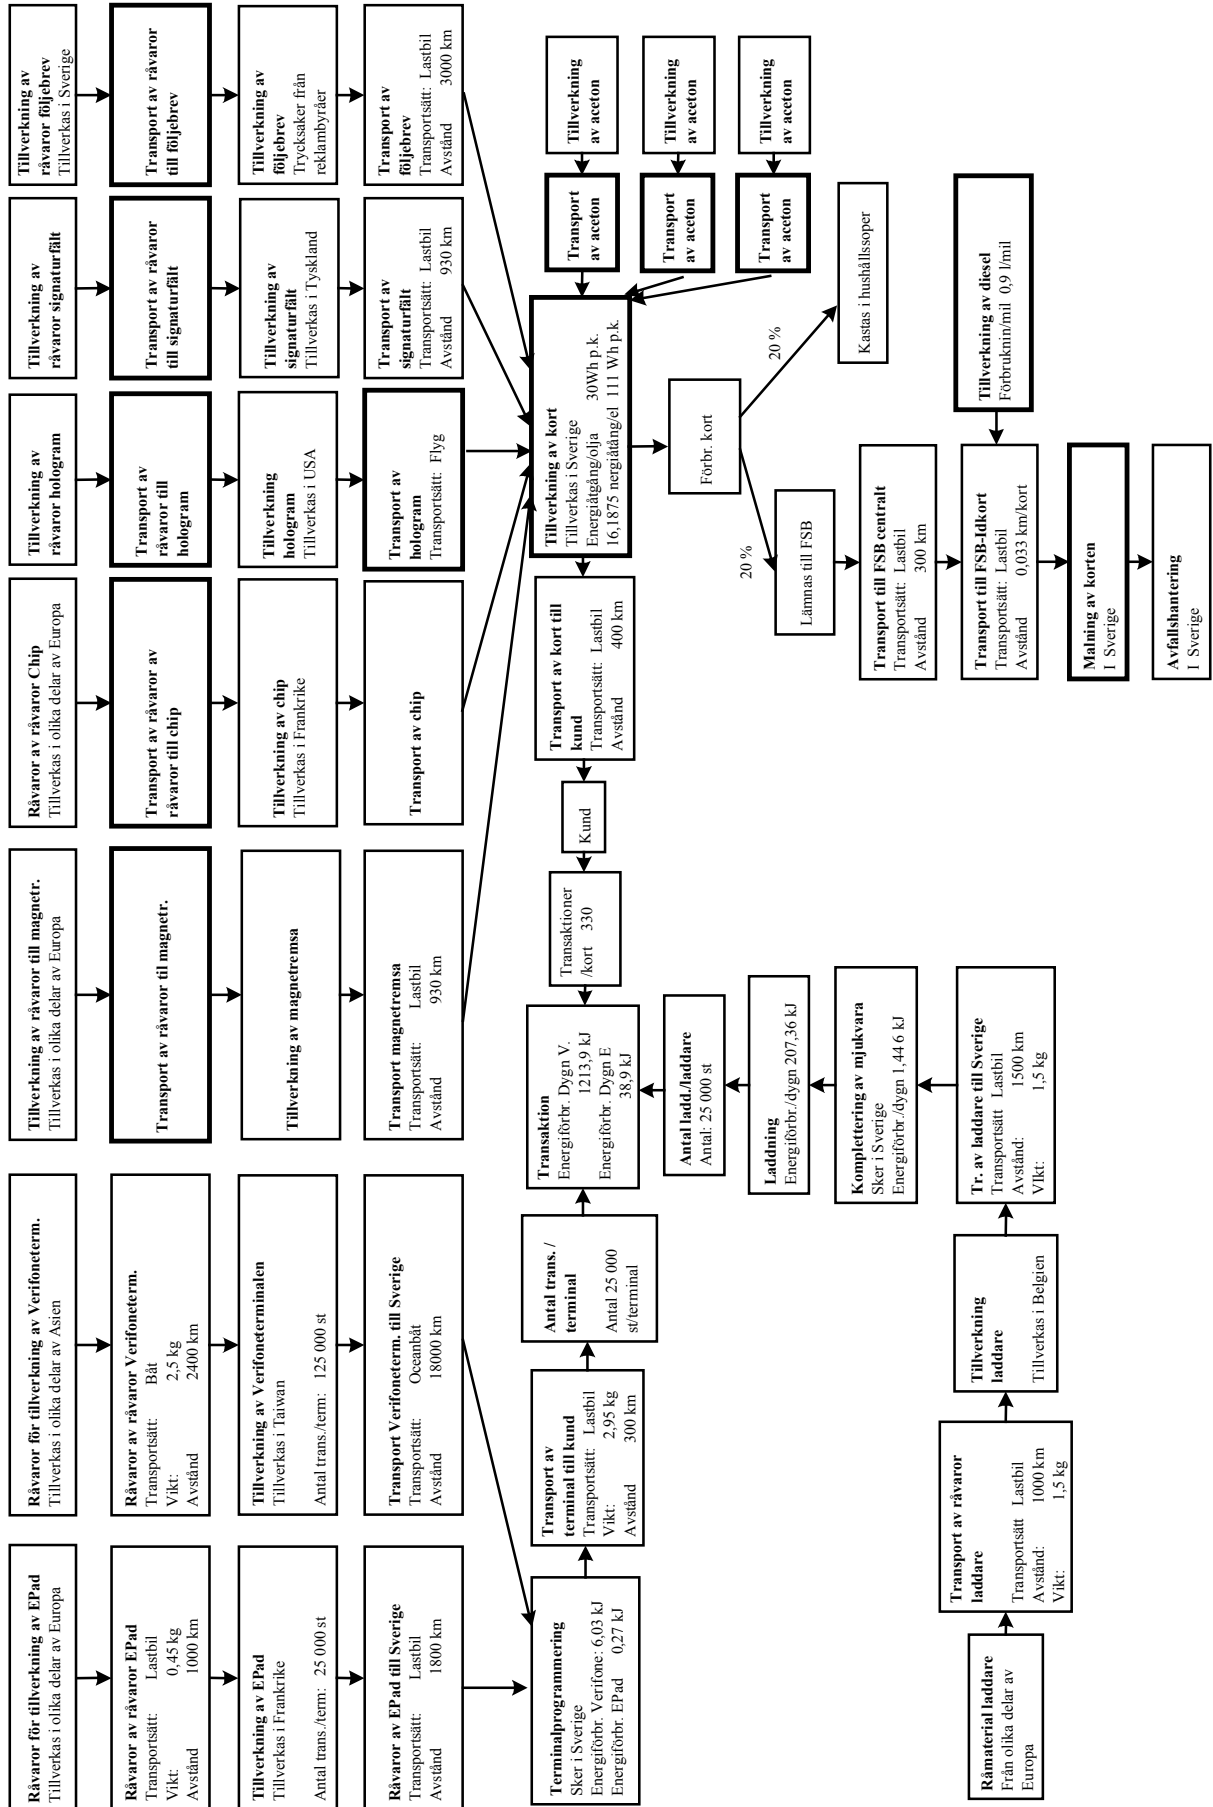 Råvaror för tillverkning av EPad
Tillverkas i olika delar av Europa
Råvaror av råvaror EPad
Transportsätt: Lastbil
Vikt: 0,45 kg
Avstånd 1000 km
Tillverkning av EPad
Tillverkas i Frankrike
Antal trans./term: 25 000 st
Råvaror av EPad till Sverige
Transportsätt: Lastbil
Avstånd 1800 km
Råvaror för tillverkning av Verifoneterm.
Tillverkas i olika delar av Asien
Råvaror av råvaror Verifoneterm.
Transportsätt: Båt
Vikt: 2,5 kg
Avstånd 2400 km
Tillverkning av Verifoneterminalen
Tillverkas i Taiwan
Antal trans./term: 125 000 st
Transport Verifoneterm. till Sverige
Transportsätt: Oceanbåt
Avstånd 18000 km
Tillverkning av råvaror till magnetr.
Tillverkas i olika delar av Europa
Transport av råvaror til magnetr.
Tillverkning av magnetremsa
Transport magnetremsa
Transportsätt: Lastbil
Avstånd 930 km
Råvaror av råvaror Chip
Tillverkas i olika delar av Europa
Transport av råvaror av
råvaror till chip
Tillverkning av chip
Tillverkas i Frankrike
Transport av chip
Tillverkning av
råvaror hologram
Transport av
råvaror till
hologram
Tillverkning
hologram
Tillverkas i USA
Transport av
hologram
Transportsätt: Flyg
Tillverkning av
råvaror signaturfält
Transport av råvaror
till signaturfält
Tillverkning av
signaturfält
Tillverkas i Tyskland
Transport av
signaturfält
Transportsätt: Lastbil
Avstånd 930 km
Tillverkning av
råvaror följebrev
Tillverkas i Sverige
Transport av råvaror
till följebrev
Tillverkning av
följebrev
Trycksaker från
reklambyråer
Transport av
följebrev
Transportsätt: Lastbil
Avstånd 3000 km
Terminalprogrammering
Sker i Sverige
Energiförbr. Verifone: 6,03 kJ
Energiförbr. EPad 0,27 kJ
Transport av
terminal till kund
Transportsätt: Lastbil
Vikt: 2,95 kg
Avstånd 300 km
Antal trans. /
terminal
Antal 25 000
st/terminal
Transaktion
Energiförbr. Dygn V.
1213,9 kJ
Energiförbr. Dygn E
38,9 kJ
Transaktioner
/kort 330
Kund
Transport av kort till
kund
Transportsätt: Lastbil
Avstånd 400 km
Tillverkning av kort
Tillverkas i Sverige
Energiåtgång/olja 30Wh p.k.
16,1875 nergiåtång/el 111 Wh p.k.
Transport
av aceton
Tillverkning
av aceton
Transport
av aceton
Tillverkning
av aceton
Transport
av aceton
Tillverkning
av aceton
Förbr. kort
20 %
20 %
Kastas i hushållssoper
Lämnas till FSB
Transport till FSB centralt
Transportsätt: Lastbil
Avstånd 300 km
Transport till FSB-Idkort
Transportsätt: Lastbil
Avstånd 0,033 km/kort
Tillverkning av diesel
Förbruknin/mil 0,9 l/mil
Malning av korten
I Sverige
Avfallshantering
I Sverige
Antal ladd./laddare
Antal: 25 000 st
Laddning
Energiförbr./dygn 207,36 kJ
Komplettering av mjukvara
Sker i Sverige
Energiförbr./dygn 1,44 6 kJ
Tr. av laddare till Sverige
Transportsätt Lastbil
Avstånd: 1500 km
VIkt: 1,5 kg
Tillverkning
laddare
Tillverkas i Belgien
Transport av råvaror
laddare
Transportsätt Lastbil
Avstånd: 1000 km
Vikt: 1,5 kg
Råmaterial laddare
Från olika delar av
Europa